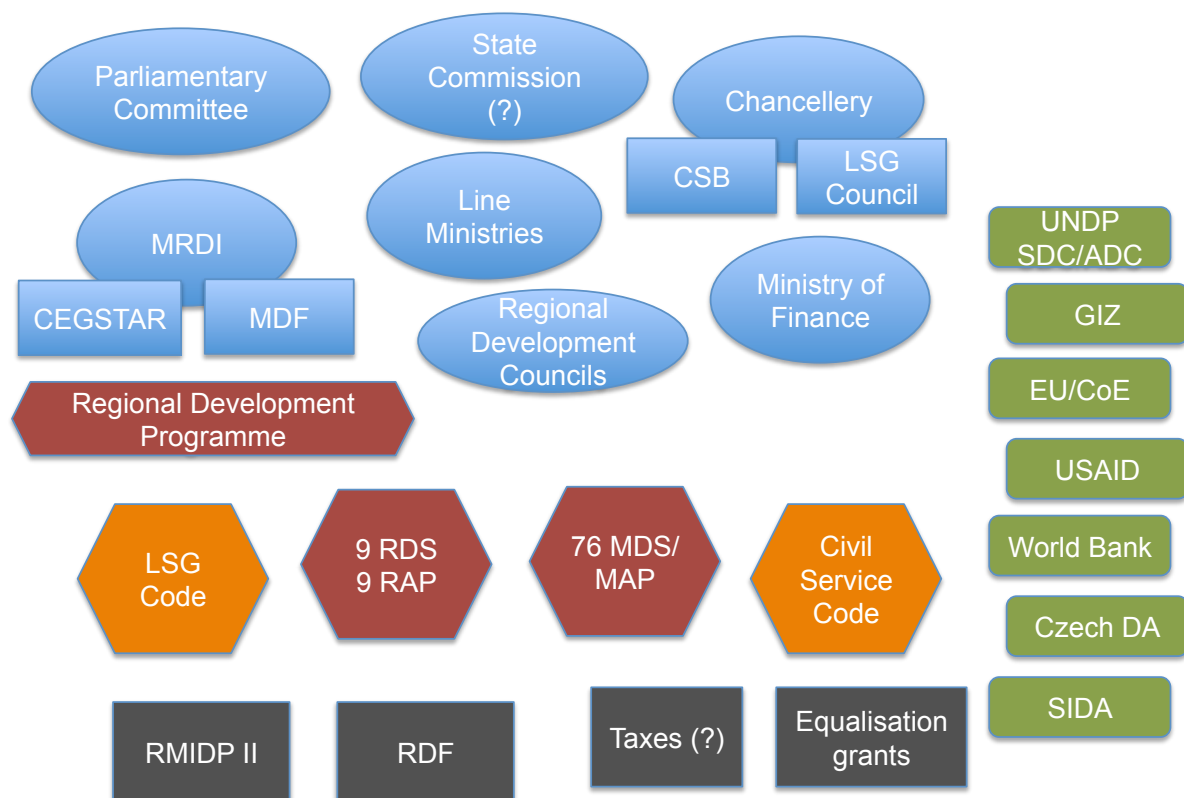 Parliamentary
Committee
State
Commission
(?)
Chancellery
CSB
LSG
Council
Line
Ministries
MRDI
CEGSTAR
MDF
Ministry of
Finance
Regional
Development
Councils
Regional Development
Programme
LSG
Code
9 RDS
9 RAP
76 MDS/
MAP
Civil
Service
Code
RMIDP II
RDF
Taxes (?)
Equalisation
grants
UNDP
SDC/ADC
GIZ
EU/CoE
USAID
World Bank
Czech DA
SIDA